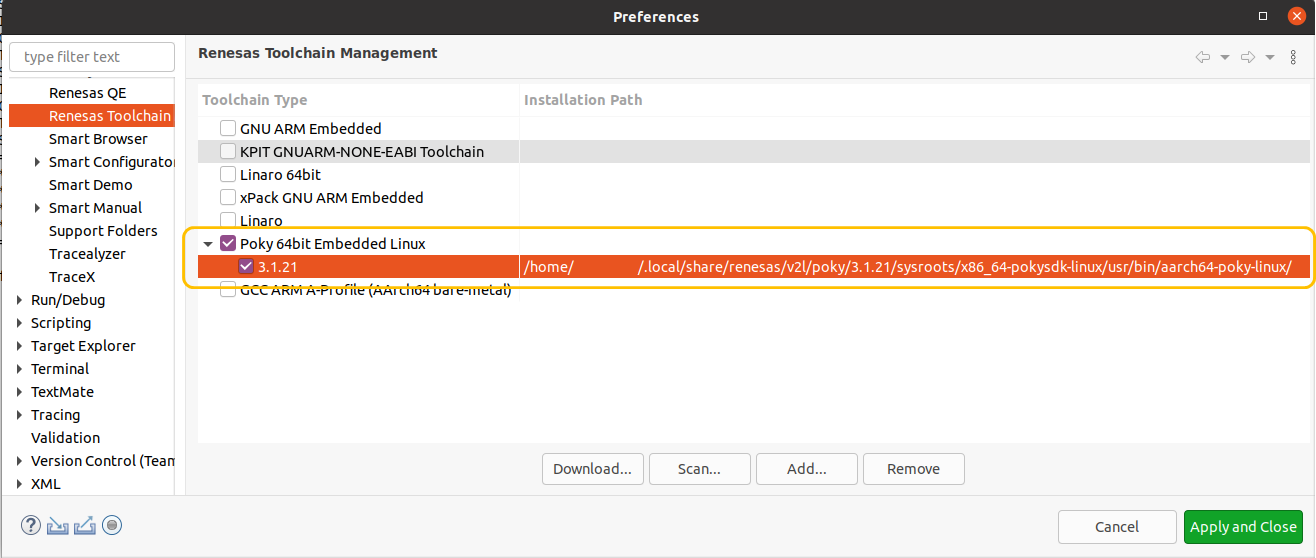 Preferences
type filter text
Renesas Toolchain Management
Renesas QE
Renesas Toolchain
Smart Browser
Smart Configurato
Smart Demo
Smart Manual
Support Folders
Tracealyzer
TraceX
Run/Debug
Scripting
Target Explorer
Terminal
TextMate
Tracing
Validation
Version Control (Tean
XML
Toolchain Type Installation Path
GNU ARM Embedded
KPIT GNUARM-NONE-EABI Toolchain
Linaro 64bit
xPack GNU ARM Embedded
Linaro
Poky 64bit Embedded Linux
3.1.21 /home/ /.local/share/renesas/v2l/poky/3.1.21/sysroots/x86_64-pokysdk-linux/usr/bin/aarch64-poky-linux/
GCC ARM A-Profile (AArch64 bare-metal)
Download... Scan... Add... Remove
Cancel Apply and Close